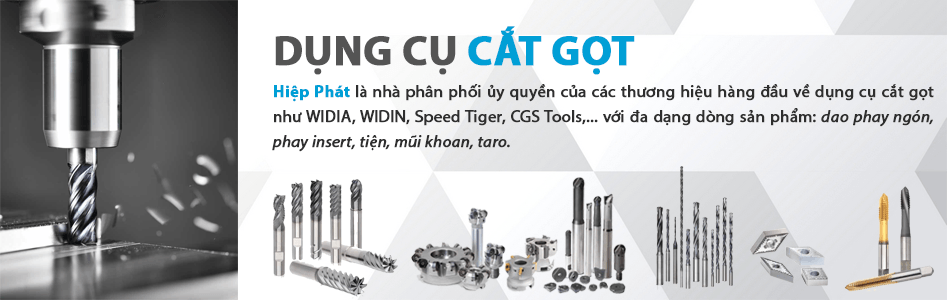 DỤNG CỤ CẮT GỌT
Hiệp Phát là nhà phân phối ủy quyền của các thương hiệu hàng đầu về dụng cụ cắt gọt
như WIDIA, WIDIN, Speed Tiger, CGS Tools,... với đa dạng dòng sản phẩm: dao phay ngón,
phay insert, tiện, mũi khoan, taro.